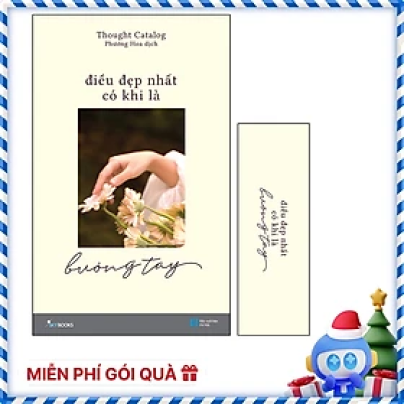 Thought Catalog
Phương Hoa dịch
điều đẹp nhất
có khi là
buông tay
SKYBOOKS
điều đẹp nhất
có khi là
buông tay
MIỄN PHÍ GÓI QUÀ